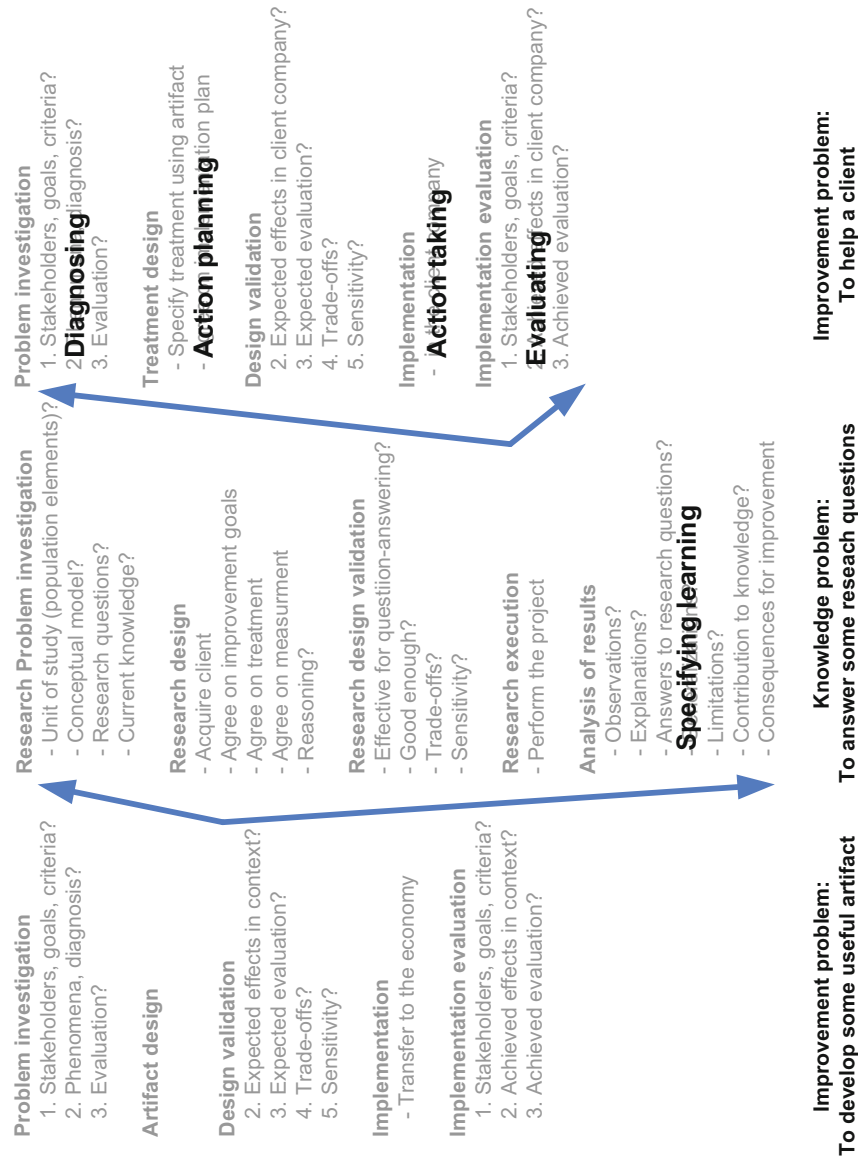 Problem investigation
1. Stakeholders, goals, criteria?
2. Phenomena, diagnosis?
3. Evaluation?
Artifact design
Design validation
2. Expected effects in context?
3. Expected evaluation?
4. Trade-offs?
5. Sensitivity?
Implementation
- Transfer to the economy
Implementation evaluation
1. Stakeholders, goals, criteria?
2. Achieved effects in context?
3. Achieved evaluation?
Improvement problem:
To develop some useful artifact
Research Problem investigation
- Unit of study (population elements)?
- Conceptual model?
- Research questions?
- Current knowledge?
Research design
- Acquire client
- Agree on improvement goals
- Agree on treatment
- Agree on measurment
- Reasoning?
Research design validation
- Effective for questiion-answering?
- Good enough?
- Trade-offs?
- Sensitivity?
Research execution
- Perform the project
Analysis of results
- Observations?
- Explanations?
- Answers to research questions?
Specifying learning
- Limitations?
- Contribution to knowledge?
- Consequences for improvement
Knowledge problem:
To answer some reseach questions
Problem investigation
1. Stakeholders, goals, criteria?
2. diagnosis?
Diagnosing
3. Evaluation?
Treatment design
- Specify treatment using artifact
- plan
Action planning
Design validation
2. Expected effects in client company?
3. Expected evaluation?
4. Trade-offs?
5. Sensitivity?
Implementation
-
Action taking
Implementation evaluation
1. Stakeholders, goals, criteria?
effects in client company?
Evaluating
3. Achieved evaluation?
Improvement problem:
To help a client